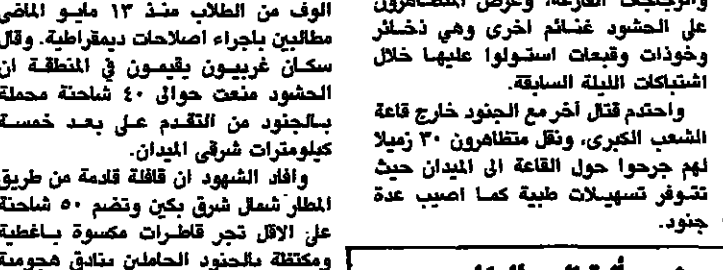 والزجاجات الفارغة، وعرض المتظاهرون
على الحشود غنائم اخرى وهي ذخائر
وخوذات وقبعات استولوا عليها خلال
اشتباكات الليلة السابقة.
واحتدم قتال آخر مع الجنود خارج قاعة
الشعب الكبرى، ونقل متظاهرون ٣٠ زميلا
لهم جرحوا حول القاعة الى الميدان حيث
تتوفر تسهيلات طبية كما اصيب عدة
جنود.
الوف من الطلاب منذ ١٣ مايو الماضي
مطالبين باجراء اصلاحات ديمقراطية. وقال
سكان غربيون يقيمون في المنطقة ان
الحشود منعت حوالى ٤٠ شاحنة محملة
بالجنود من التقدم على بعد خمسة
كيلومترات شرقي الميدان.
وافاد الشهود ان قافلة قادمة من طريق
المطار شمال شرق بكين وتضم ٥٠ شاحنة
على الاقل تجر قاطرات مكسوة باغطية
ومكتظة بالجنود الحاملين بنادق هجومية